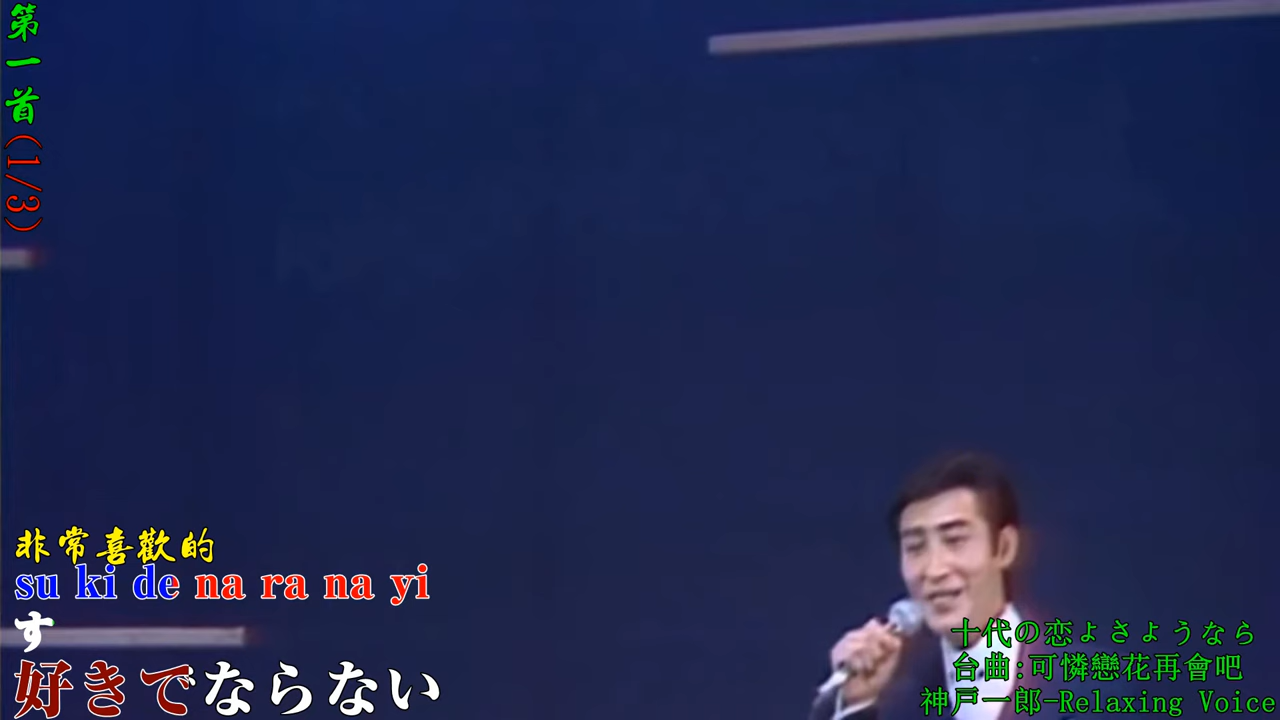 第一首(1/3)
非常喜歡的
su ki de na ra na yi
す
好きでならない
十代の恋よさようなら
台曲:可憐戀花再會吧
神戸一郎-Relaxing Voice